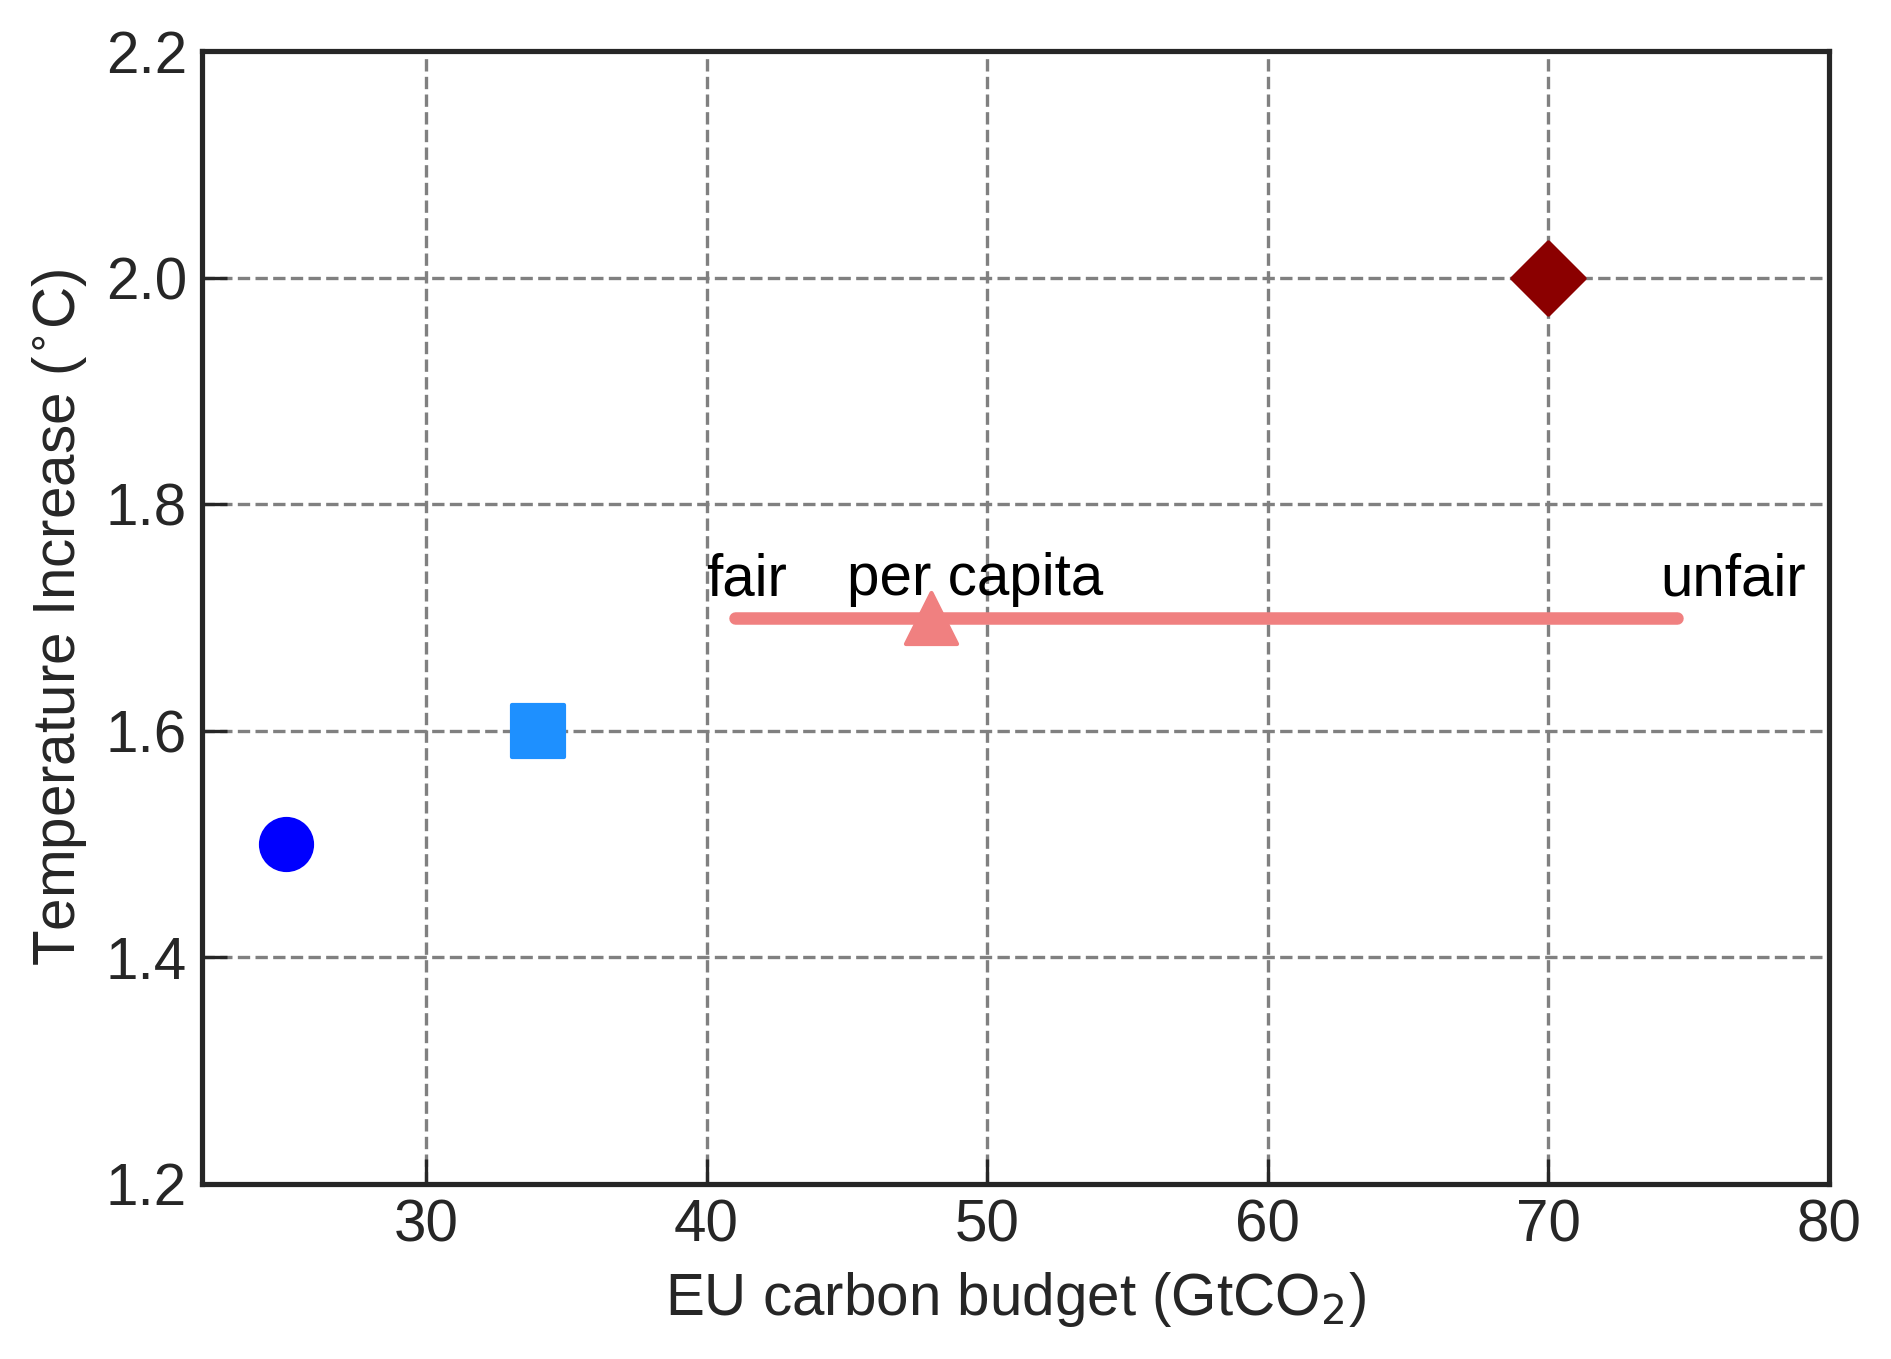 2.2
2.0
1.8
1.6
1.4
1.2
Temperature Increase (°C)
fair
per capita
unfair
30
40
50
60
70
80
EU carbon budget (GtCO₂)